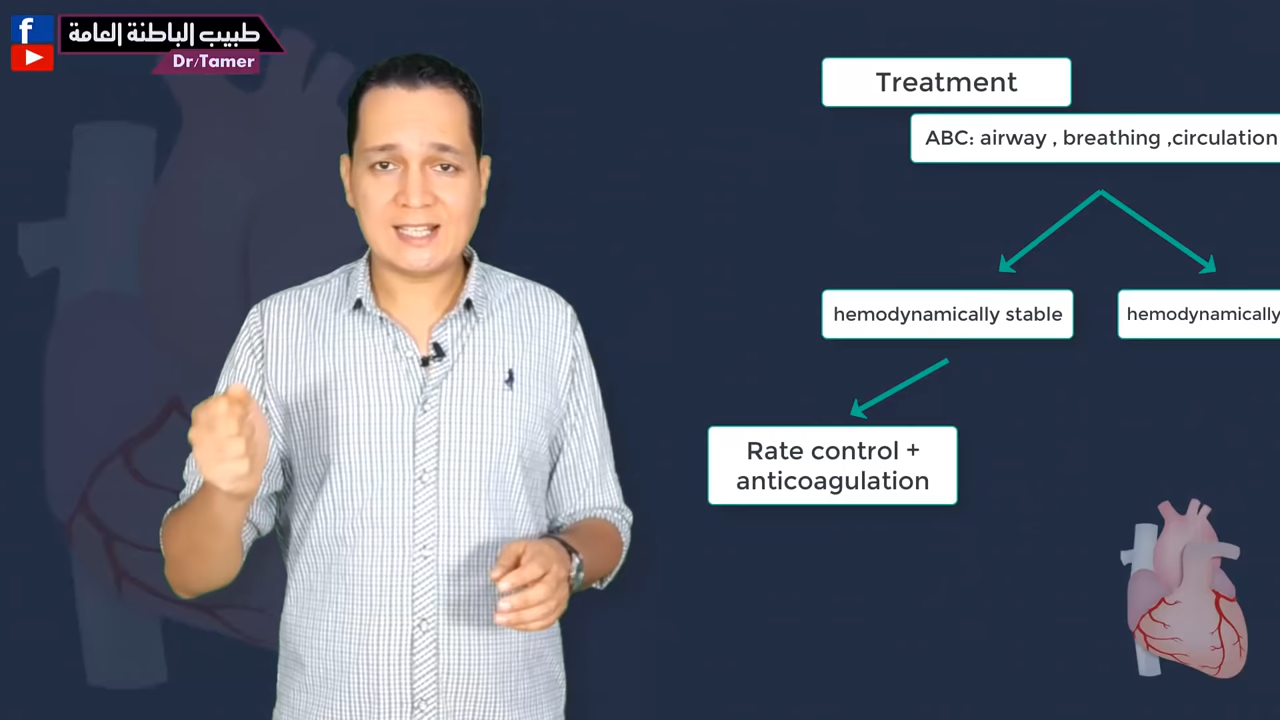 f
طبيب الباطنة العامة
Dr/Tamer
Treatment
ABC: airway , breathing ,circulation
hemodynamically stable
hemodynamically
Rate control +
anticoagulation